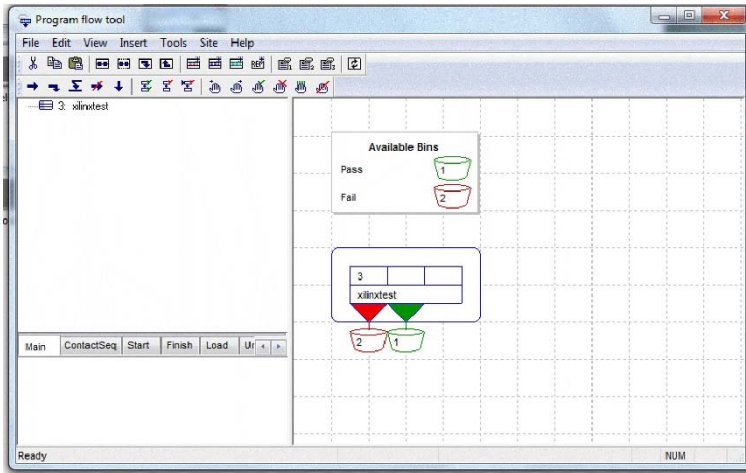 Program flow tool
File Edit View Insert Tools Site Help
3: xilinxtest
Available Bins
Pass 1
Fail 2
3
xilinxtest
2 1
Main ContactSeq Start Finish Load
Ready NUM